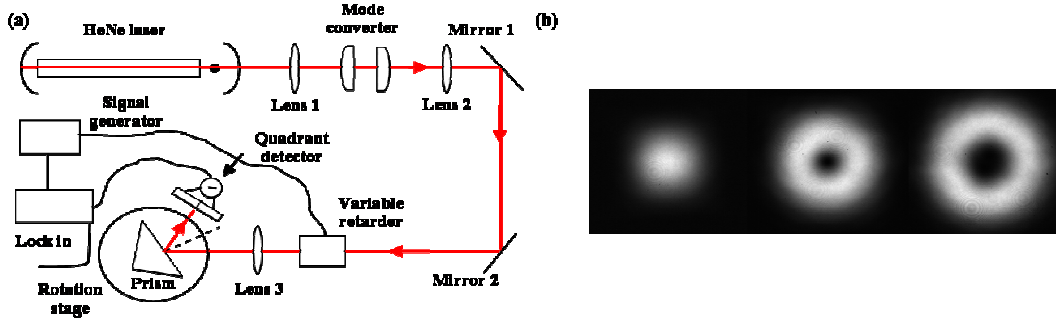 (a)
HeNe laser
Mode
converter
Mirror 1
(b)
Lens 1
Lens 2
Signal
generator
Quadrant
detector
Variable
retarder
Lock in
Prism
Lens 3
Mirror 2
Rotation
stage